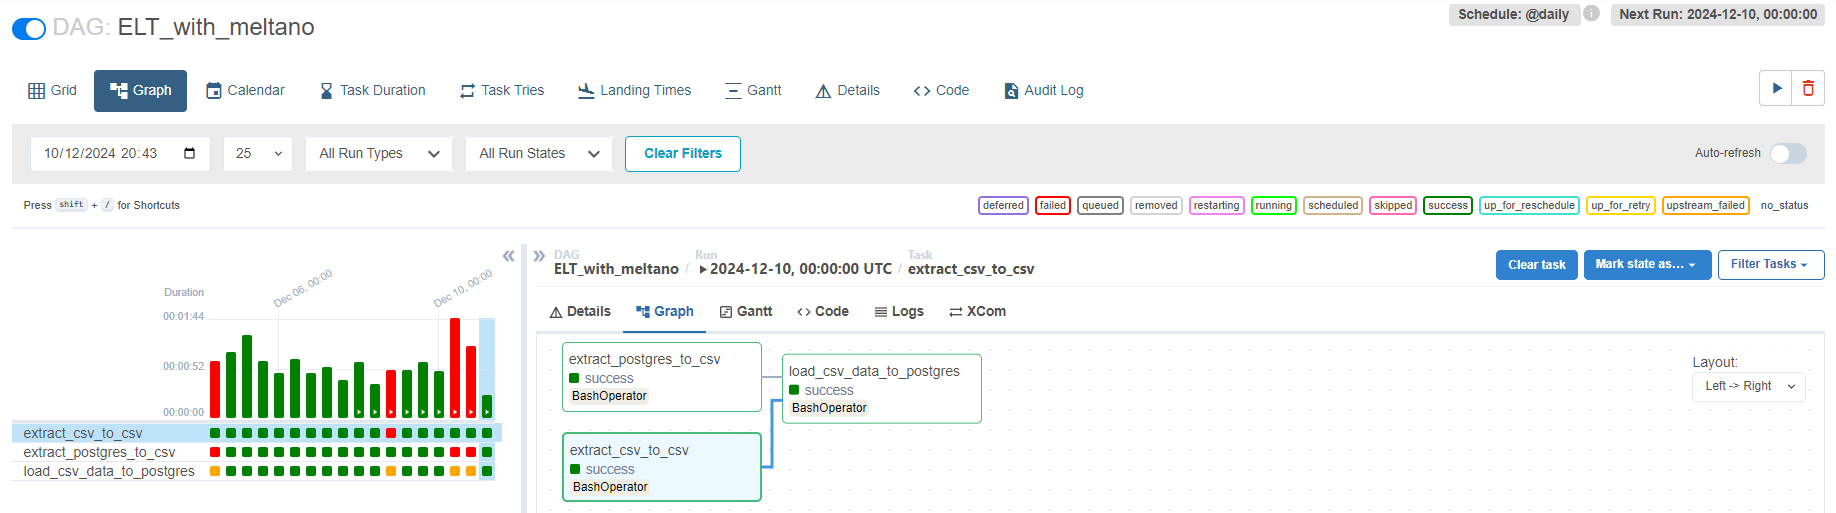 DAG: ELT_with_meltano
Schedule: @daily
Next Run: 2024-12-10, 00:00:00
Grid
Graph
Calendar
Task Duration
Task Tries
Landing Times
Gantt
Details
Code
Audit Log
10/12/2024 20:43
25
All Run Types
All Run States
Clear Filters
Auto-refresh
Press shift + / for Shortcuts
deferred
failed
queued
removed
restarting
running
scheduled
skipped
success
up_for_reschedule
up_for_retry
upstream_failed
no_status
Duration
Dec 06, 00:00
Dec 10, 00:00
00:01:44
00:00:52
00:00:00
extract_csv_to_csv
extract_postgres_to_csv
load_csv_data_to_postgres
DAG
ELT_with_meltano /
Run
2024-12-10, 00:00:00 UTC /
Task
extract_csv_to_csv
Clear task
Mark state as...
Filter Tasks
Details
Graph
Gantt
Code
Logs
XCom
extract_postgres_to_csv
success
BashOperator
load_csv_data_to_postgres
success
BashOperator
extract_csv_to_csv
success
BashOperator
Layout:
Left -> Right